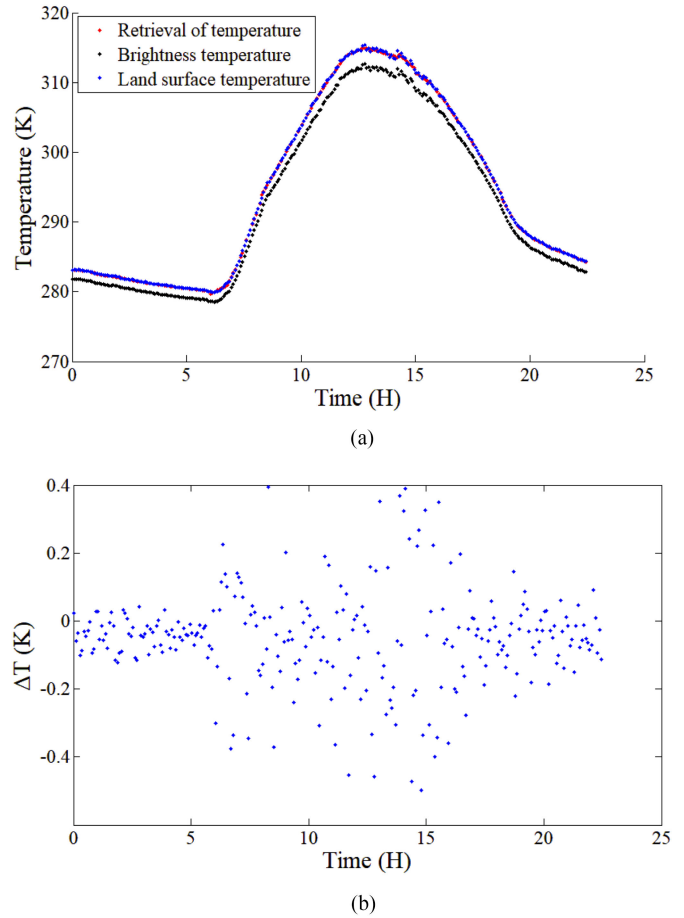 320
Retrieval of temperature
Brightness temperature
Land surface temperature
310
300
290
280
270
Temperature (K)
0 5 10 15 20 25
Time (H)
(a)
0.4
0.2
0
-0.2
-0.4
ΔT (K)
0 5 10 15 20 25
Time (H)
(b)